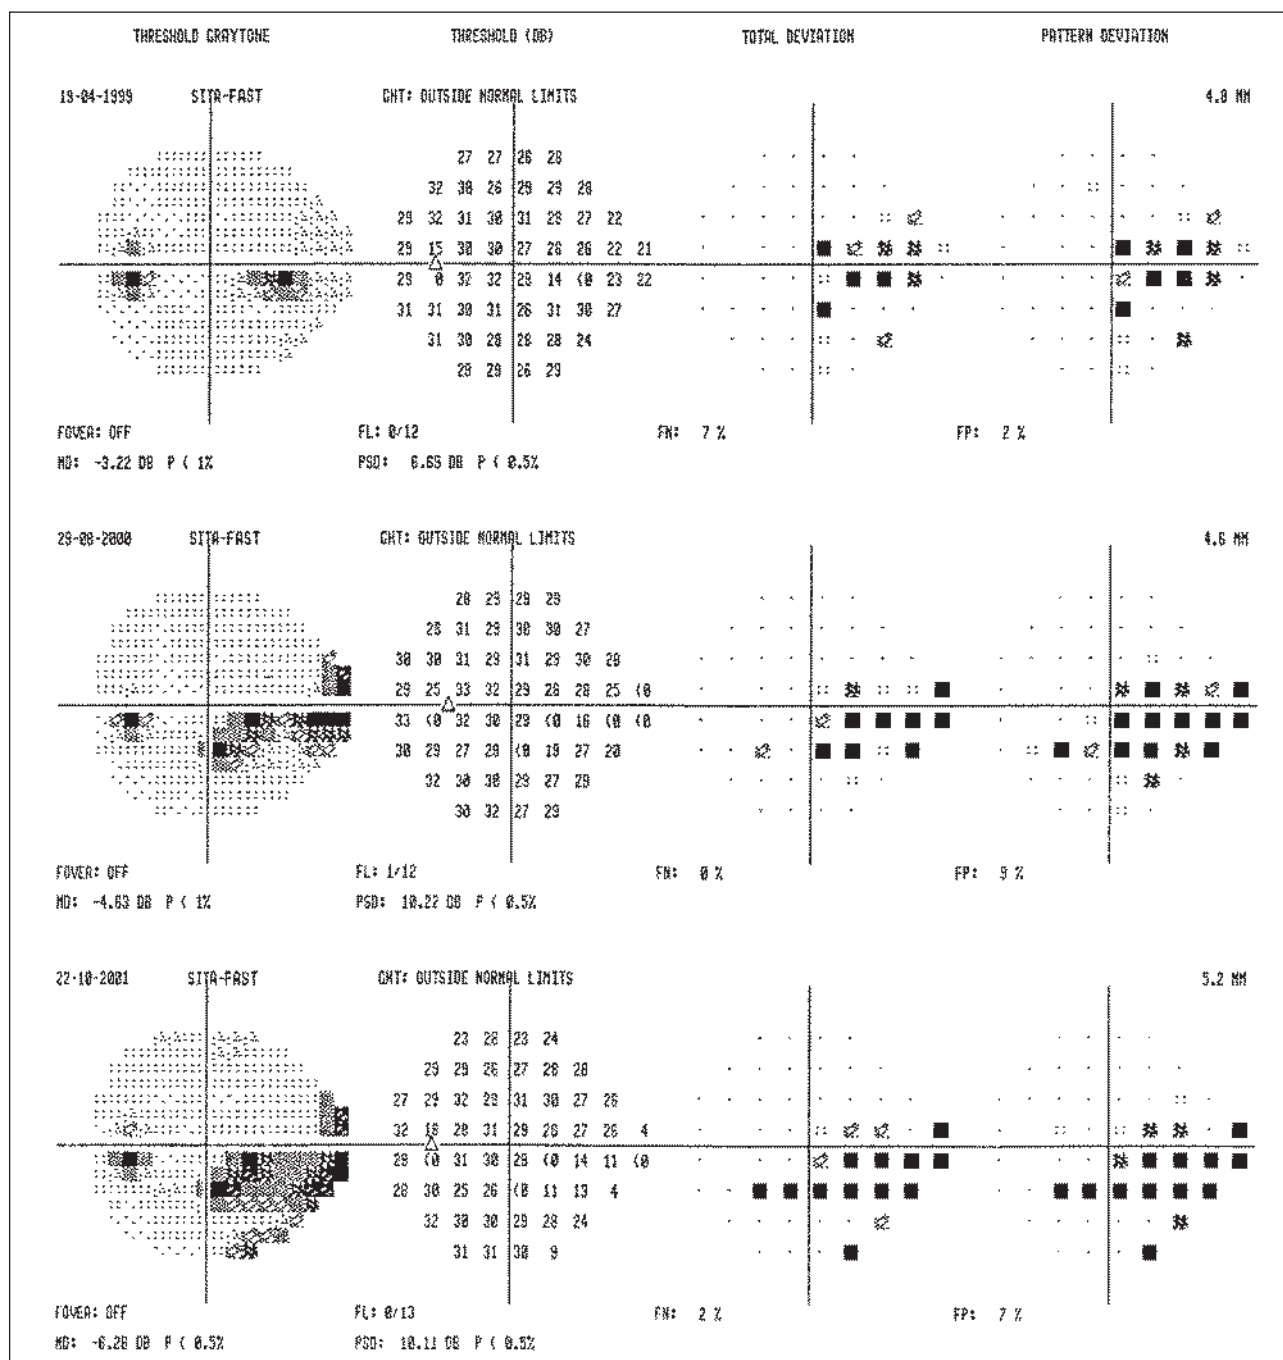 THRESHOLD GRAYTONE THRESHOLD (DB) TOTAL DEVIATION PATTERN DEVIATION
19-04-1999 SITA-FAST GHT: OUTSIDE NORMAL LIMITS 4.8 MM
27 27 26 28
32 30 26 29 29 28
29 32 31 30 31 28 27 22
29 15 30 30 27 26 26 22 21
29 0 32 32 29 14 (0 23 22
31 31 30 31 26 31 30 27
31 30 28 28 28 24
29 29 26 29
FOVEA: OFF FL: 0/12 FN: 7 % FP: 2 %
MD: -3.22 DB P < 1% PSD: 6.65 DB P < 0.5%
29-08-2000 SITA-FAST GHT: OUTSIDE NORMAL LIMITS 4.6 MM
28 29 29 29
28 31 29 30 30 27
30 30 31 29 31 29 30 28
29 25 33 32 29 26 28 25 (0
33 (0 32 30 29 (0 16 (0 (0
30 29 27 28 (0 19 27 20
32 30 30 29 27 29
30 32 27 29
FOVEA: OFF FL: 1/12 FN: 0 % FP: 9 %
MD: -4.63 DB P < 1% PSD: 10.22 DB P < 0.5%
22-10-2001 SITA-FAST GHT: OUTSIDE NORMAL LIMITS 5.2 MM
23 28 23 24
29 29 26 27 28 28
27 29 32 29 31 30 27 26
32 18 28 31 29 26 27 26 4
29 (0 31 30 29 (0 14 11 (0
28 30 25 26 (0 11 19 4
32 30 30 29 28 24
31 31 30 9
FOVEA: OFF FL: 0/13 FN: 2 % FP: 7 %
MD: -6.28 DB P < 0.5% PSD: 10.11 DB P < 0.5%